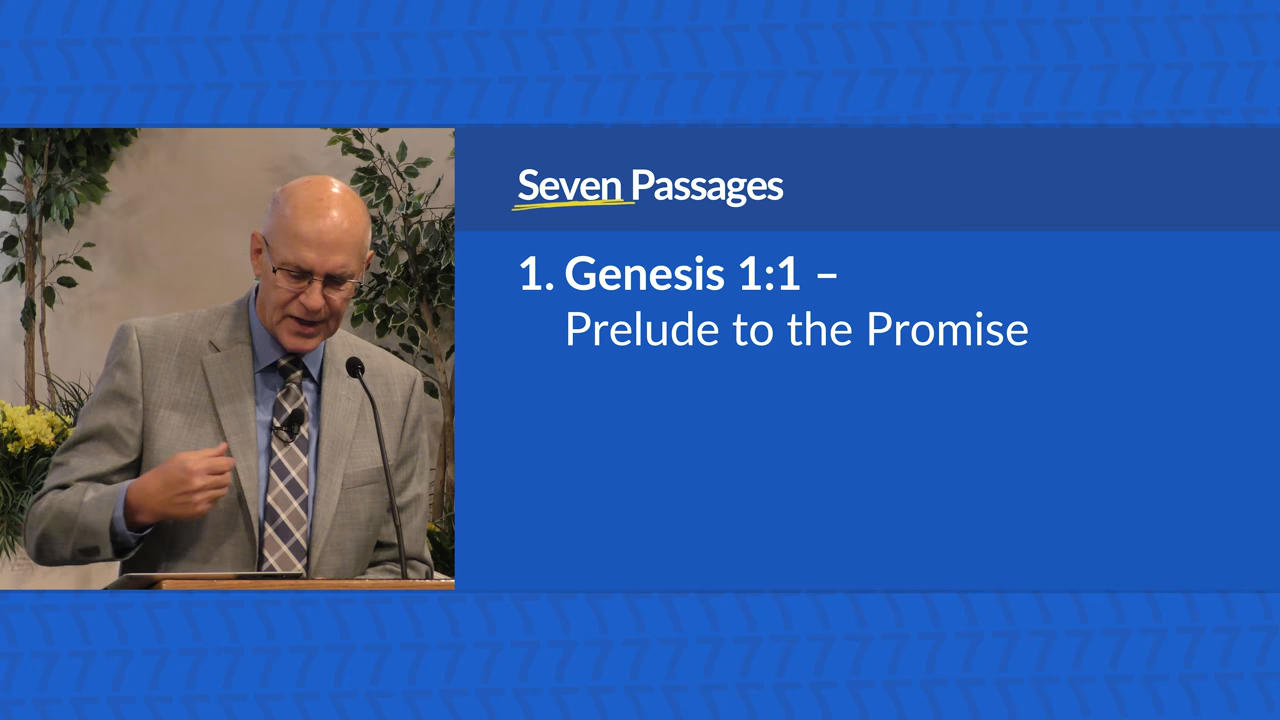 Seven Passages
1. Genesis 1:1 –
Prelude to the Promise